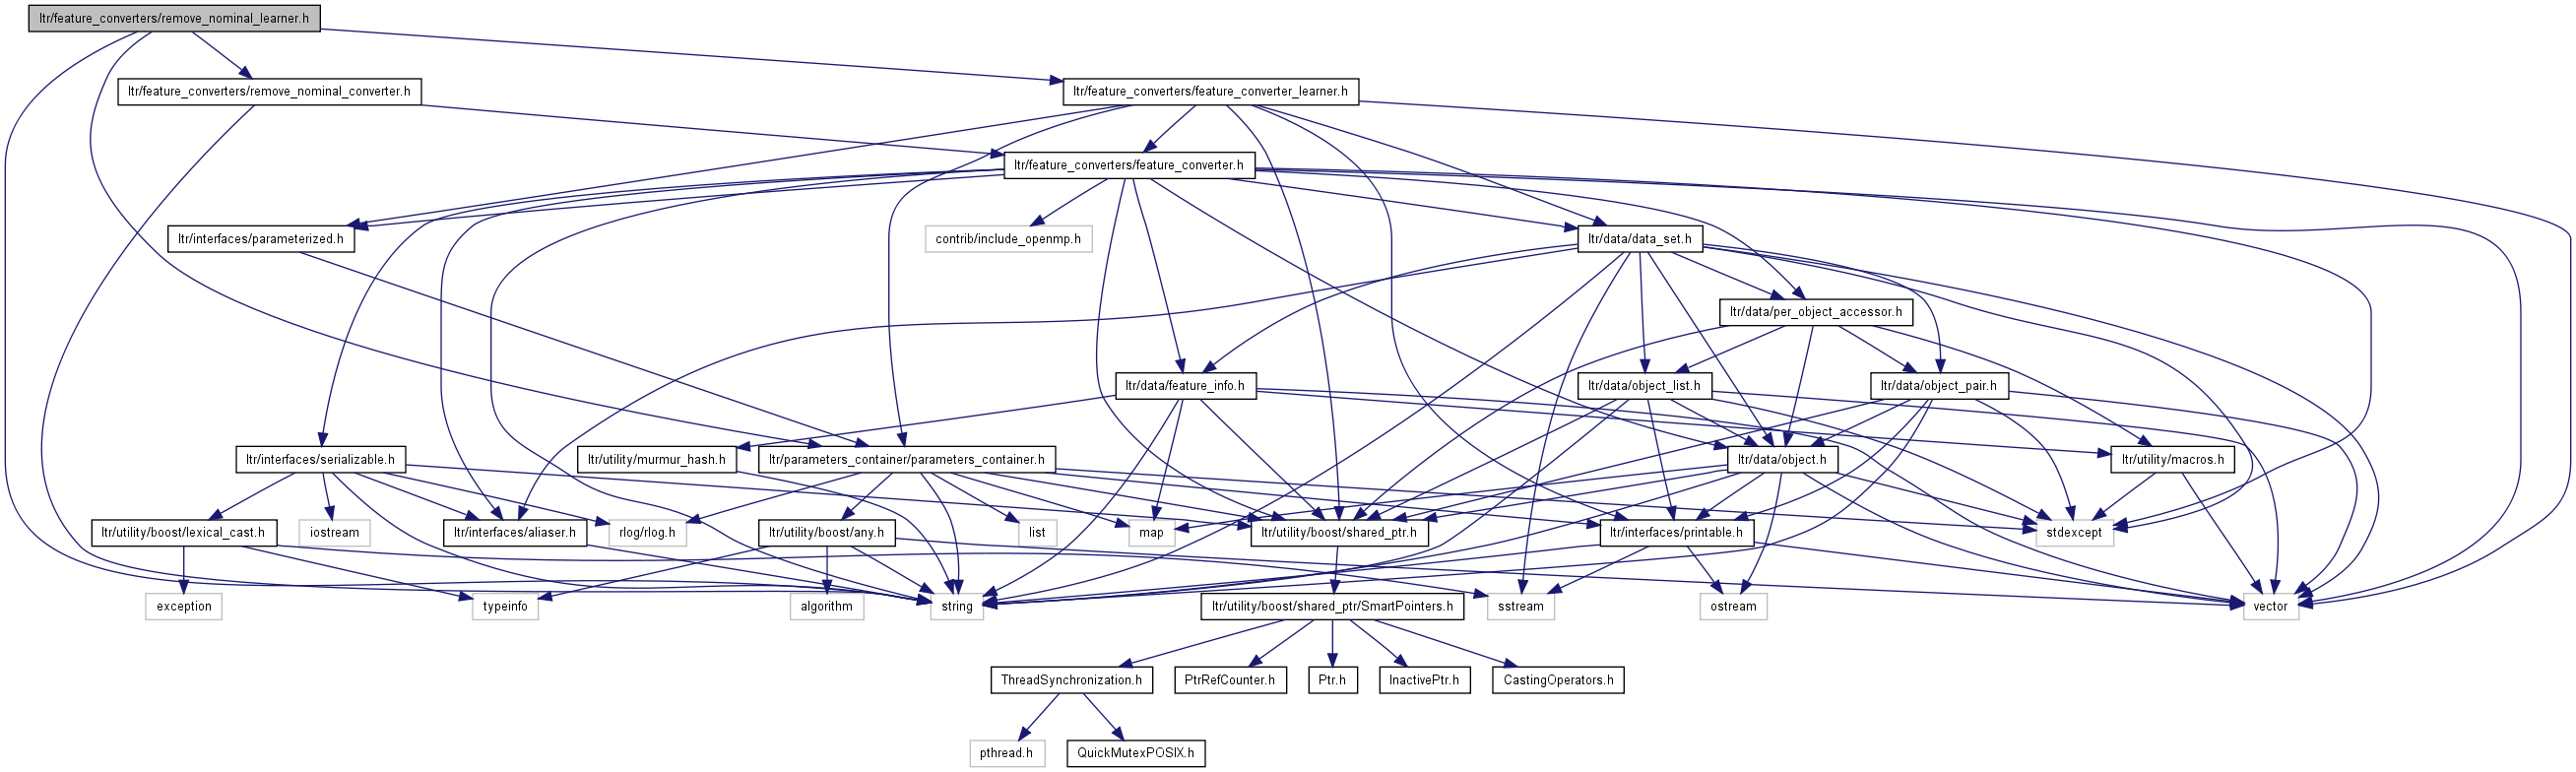 ltr/feature_converters/remove_nominal_learner.h
ltr/feature_converters/remove_nominal_converter.h
ltr/feature_converters/feature_converter_learner.h
ltr/feature_converters/feature_converter.h
ltr/interfaces/parameterized.h
contrib/include_openmp.h
ltr/data/data_set.h
ltr/data/per_object_accessor.h
ltr/data/feature_info.h
ltr/data/object_list.h
ltr/data/object_pair.h
ltr/interfaces/serializable.h
ltr/utility/murmur_hash.h
ltr/parameters_container/parameters_container.h
ltr/data/object.h
ltr/utility/macros.h
ltr/utility/boost/lexical_cast.h
iostream
ltr/interfaces/aliaser.h
rlog/rlog.h
ltr/utility/boost/any.h
list
map
ltr/utility/boost/shared_ptr.h
ltr/interfaces/printable.h
stdexcept
exception
typeinfo
algorithm
string
ltr/utility/boost/shared_ptr/SmartPointers.h
sstream
ostream
vector
ThreadSynchronization.h
PtrRefCounter.h
Ptr.h
InactivePtr.h
CastingOperators.h
pthread.h
QuickMutexPOSIX.h